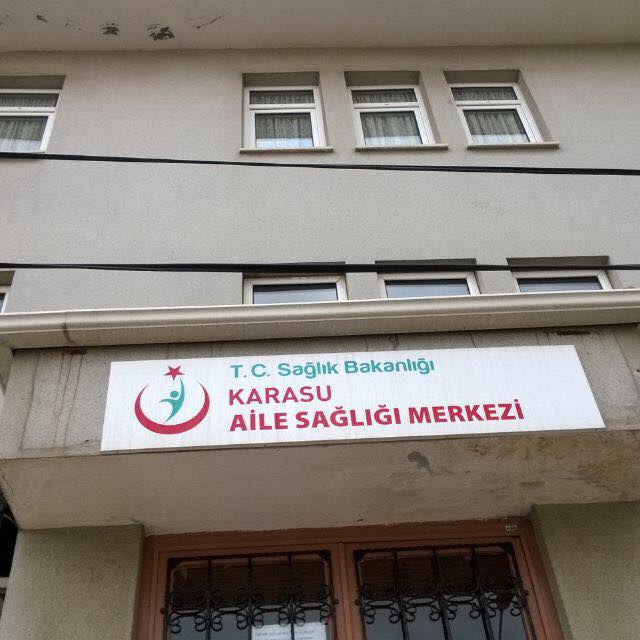 T.C. Sağlık Bakanlığı
KARASU
AİLE SAĞLIĞI MERKEZİ